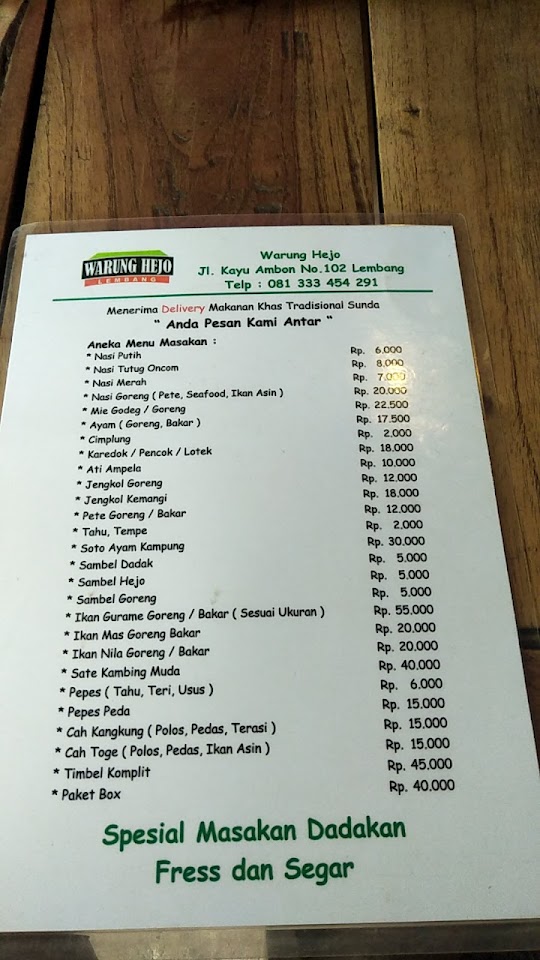 WARUNG HEJO
LEMBANG
Warung Hejo
Jl. Kayu Ambon No.102 Lembang
Telp : 081 333 454 291
Menerima Delivery Makanan Khas Tradisional Sunda
" Anda Pesan Kami Antar "
Aneka Menu Masakan :
* Nasi Putih Rp. 6.000
* Nasi Tutug Oncom Rp. 8.000
* Nasi Merah Rp. 7.000
* Nasi Goreng ( Pete, Seafood, Ikan Asin ) Rp. 20.000
* Mie Godeg / Goreng Rp. 22.500
* Ayam ( Goreng, Bakar ) Rp. 17.500
* Cimplung Rp. 2.000
* Karedok / Pencok / Lotek Rp. 18.000
* Ati Ampela Rp. 10.000
* Jengkol Goreng Rp. 12.000
* Jengkol Kemangi Rp. 18.000
* Pete Goreng / Bakar Rp. 12.000
* Tahu, Tempe Rp. 2.000
* Soto Ayam Kampung Rp. 30.000
* Sambel Dadak Rp. 5.000
* Sambel Hejo Rp. 5.000
* Sambel Goreng Rp. 5.000
* Ikan Gurame Goreng / Bakar ( Sesuai Ukuran ) Rp. 55.000
* Ikan Mas Goreng Bakar Rp. 20.000
* Ikan Nila Goreng / Bakar Rp. 20.000
* Sate Kambing Muda Rp. 40.000
* Pepes ( Tahu, Teri, Usus ) Rp. 6.000
* Pepes Peda Rp. 15.000
* Cah Kangkung ( Polos, Pedas, Terasi ) Rp. 15.000
* Cah Toge ( Polos, Pedas, Ikan Asin ) Rp. 15.000
* Timbel Komplit Rp. 45.000
* Paket Box Rp. 40.000
Spesial Masakan Dadakan
Fress dan Segar